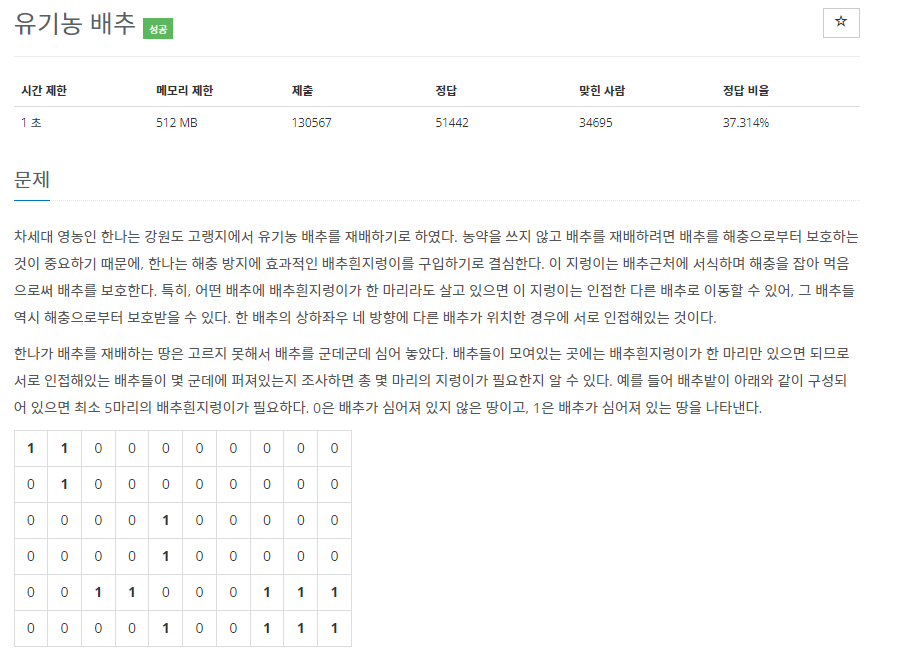 유기농 배추 성공
☆
시간 제한 메모리 제한 제출 정답 맞힌 사람 정답 비율
1 초 512 MB 130567 51442 34695 37.314%
문제
차세대 영농인 한나는 강원도 고랭지에서 유기농 배추를 재배하기로 하였다. 농약을 쓰지 않고 배추를 재배하려면 배추를 해충으로부터 보호하는
것이 중요하기 때문에, 한나는 해충 방지에 효과적인 배추흰지렁이를 구입하기로 결심한다. 이 지렁이는 배추근처에 서식하며 해충을 잡아 먹음
으로써 배추를 보호한다. 특히, 어떤 배추에 배추흰지렁이가 한 마리라도 살고 있으면 이 지렁이는 인접한 다른 배추로 이동할 수 있어, 그 배추들
역시 해충으로부터 보호받을 수 있다. 한 배추의 상하좌우 네 방향에 다른 배추가 위치한 경우에 서로 인접해있는 것이다.
한나가 배추를 재배하는 땅은 고르지 못해서 배추를 군데군데 심어 놓았다. 배추들이 모여있는 곳에는 배추흰지렁이가 한 마리만 있으면 되므로
서로 인접해있는 배추들이 몇 군데에 퍼져있는지 조사하면 총 몇 마리의 지렁이가 필요한지 알 수 있다. 예를 들어 배추밭이 아래와 같이 구성되
어 있으면 최소 5마리의 배추흰지렁이가 필요하다. 0은 배추가 심어져 있지 않은 땅이고, 1은 배추가 심어져 있는 땅을 나타낸다.
1 1 0 0 0 0 0 0 0 0
0 1 0 0 0 0 0 0 0 0
0 0 0 0 1 0 0 0 0 0
0 0 0 0 1 0 0 0 0 0
0 0 1 1 0 0 0 1 1 1
0 0 0 0 1 0 0 1 1 1